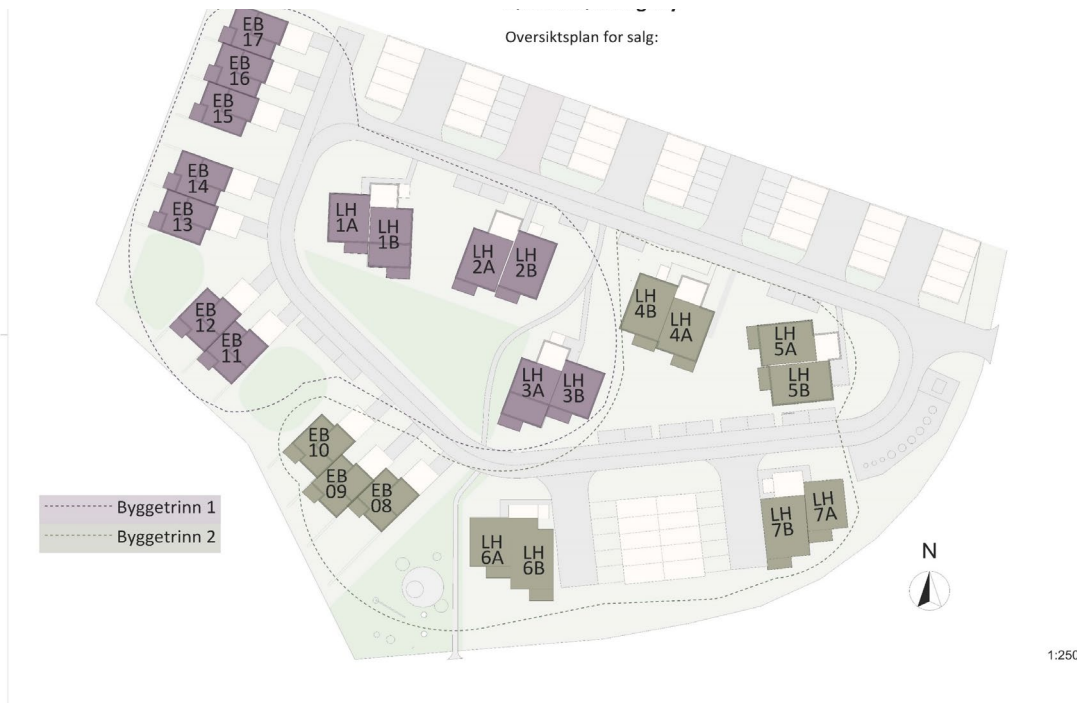 Oversiktsplan for salg:
EB
17
EB
16
EB
15
EB
14
EB
13
EB
12
EB
11
LH
1A
LH
1B
LH
2A
LH
2B
LH
3A
LH
3B
LH
4B
LH
4A
LH
5A
LH
5B
EB
10
EB
09
EB
08
LH
6A
LH
6B
LH
7B
LH
7A
Byggetrinn 1
Byggetrinn 2
N
1:250